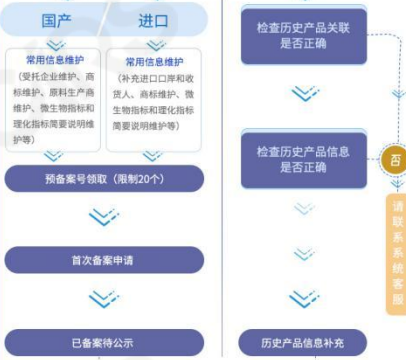 国产
进口
常用信息维护
（受托企业维护、商
标维护、原料生产商
维护、微生物指标和
理化指标简要说明维
护等）
常用信息维护
（补充进口口岸和收
货人、商标维护、微
生物指标和理化指标
简要说明维护等）
预备案号领取（限制20个）
首次备案申请
已备案待公示
检查历史产品关联
是否正确
检查历史产品信息
是否正确
否
请联系系统客服
历史产品信息补充